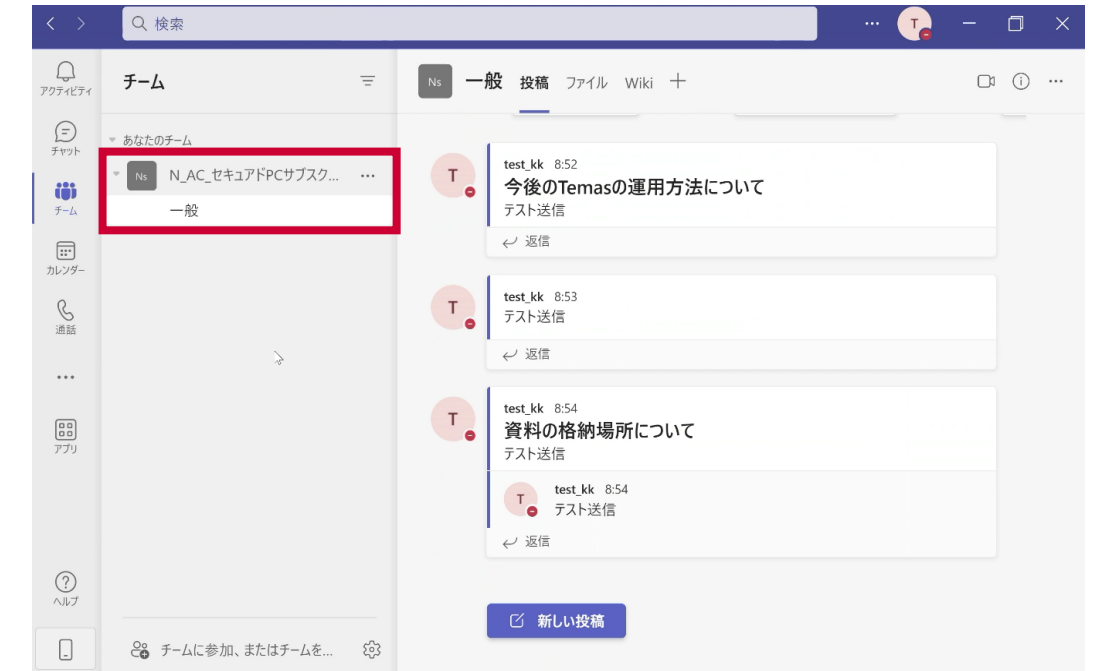 検索
T
アクティビティ
チャット
チーム
カレンダー
通話
アプリ
ヘルプ
チーム
あなたのチーム
Ns N_AC_セキュアドPCサブスク... ...
一般
チームに参加、またはチームを...
Ns 一般 投稿 ファイル Wiki
T
test_kk 8:52
今後のTemasの運用方法について
テスト送信
返信
T
test_kk 8:53
テスト送信
返信
T
test_kk 8:54
資料の格納場所について
テスト送信
T
test_kk 8:54
テスト送信
返信
新しい投稿